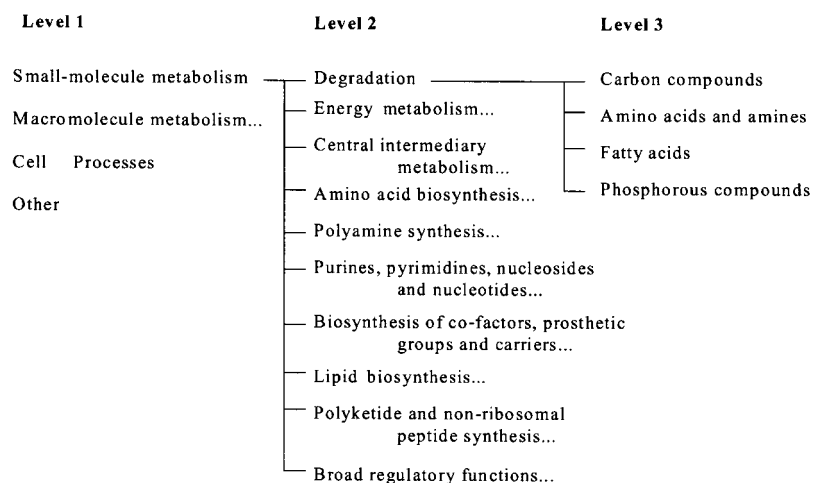 Level 1
Level 2
Level 3
Small-molecule metabolism
Macromolecule metabolism...
Cell Processes
Other
Degradation
Energy metabolism...
Central intermediary
metabolism...
Amino acid biosynthesis...
Polyamine synthesis...
Purines, pyrimidines, nucleosides
and nucleotides...
Biosynthesis of co-factors, prosthetic
groups and carriers...
Lipid biosynthesis...
Polyketide and non-ribosomal
peptide synthesis...
Broad regulatory functions...
Carbon compounds
Amino acids and amines
Fatty acids
Phosphorous compounds